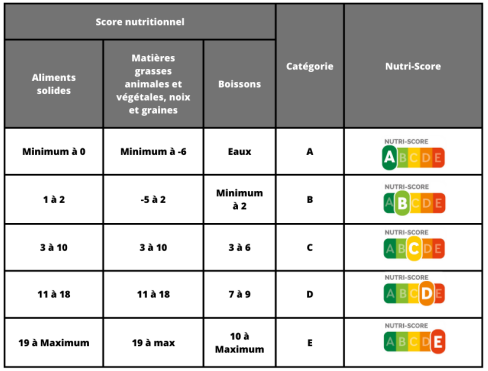 Score nutritionnel
Catégorie
Nutri-Score
Aliments
solides
Matières
grasses
animales et
végétales, noix
et graines
Boissons
Minimum à 0
Minimum à -6
Eaux
A
NUTRI-SCORE
A B C D E
1 à 2
-5 à 2
Minimum
à 2
B
NUTRI-SCORE
A B C D E
3 à 10
3 à 10
3 à 6
C
NUTRI-SCORE
A B C D E
11 à 18
11 à 18
7 à 9
D
NUTRI-SCORE
A B C D E
19 à Maximum
19 à max
10 à
Maximum
E
NUTRI-SCORE
A B C D E